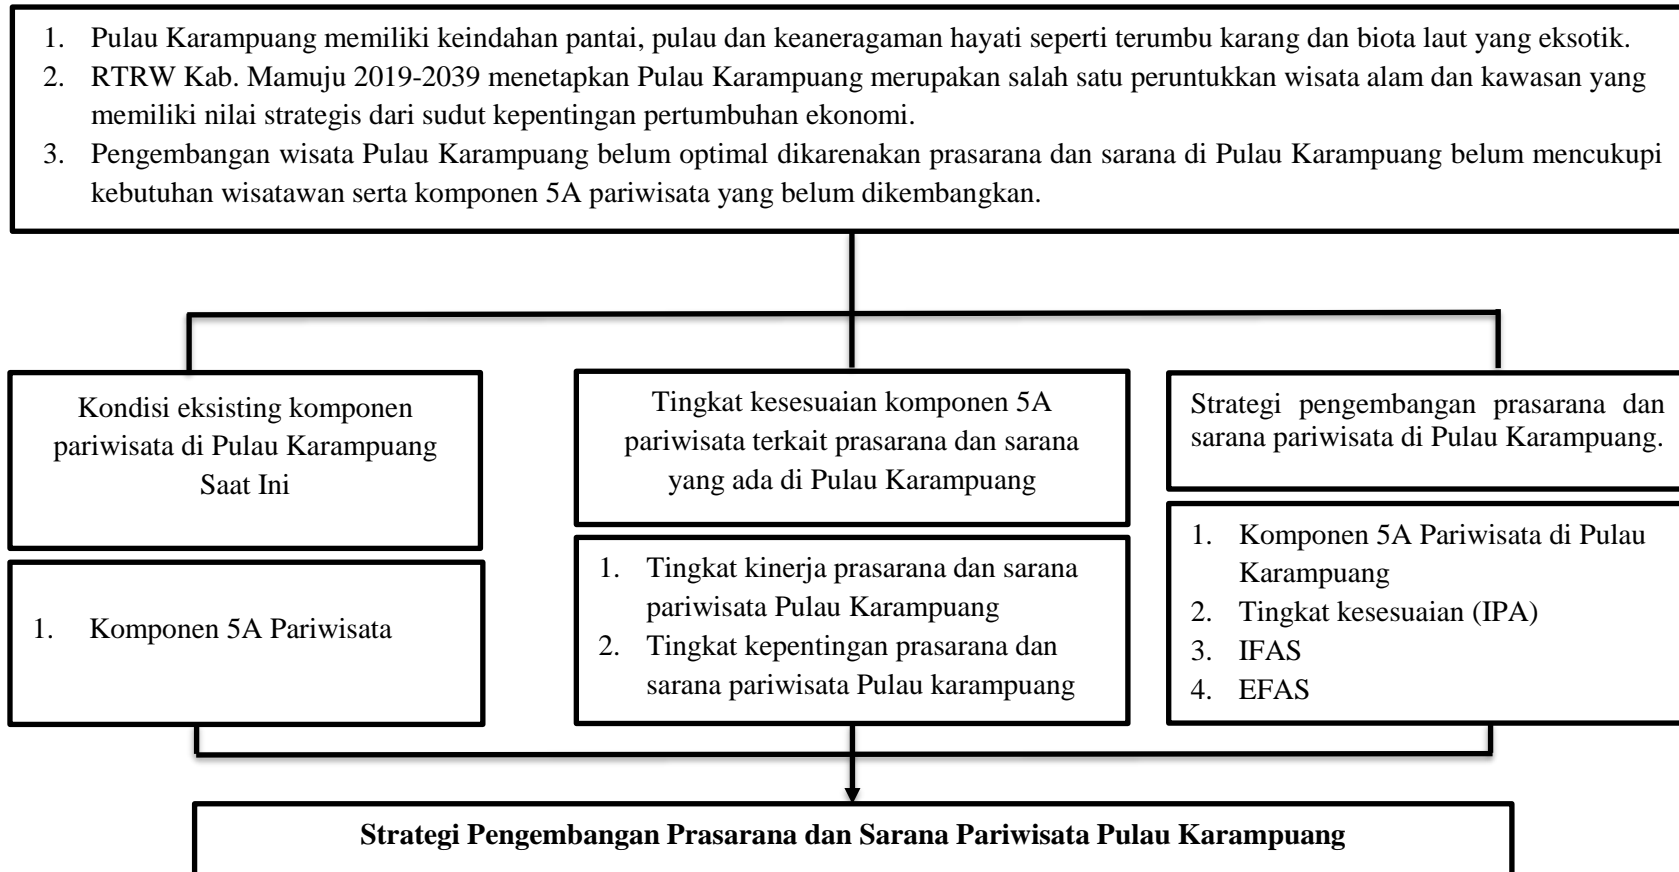 1. Pulau Karampuang memiliki keindahan pantai, pulau dan keaneragaman hayati seperti terumbu karang dan biota laut yang eksotik.
2. RTRW Kab. Mamuju 2019-2039 menetapkan Pulau Karampuang merupakan salah satu peruntukkan wisata alam dan kawasan yang
memiliki nilai strategis dari sudut kepentingan pertumbuhan ekonomi.
3. Pengembangan wisata Pulau Karampuang belum optimal dikarenakan prasarana dan sarana di Pulau Karampuang belum mencukupi
kebutuhan wisatawan serta komponen 5A pariwisata yang belum dikembangkan.
Kondisi eksisting komponen
pariwisata di Pulau Karampuang
Saat Ini
1. Komponen 5A Pariwisata
Tingkat kesesuaian komponen 5A
pariwisata terkait prasarana dan sarana
yang ada di Pulau Karampuang
1. Tingkat kinerja prasarana dan sarana
pariwisata Pulau Karampuang
2. Tingkat kepentingan prasarana dan
sarana pariwisata Pulau karampuang
Strategi pengembangan prasarana dan
sarana pariwisata di Pulau Karampuang.
1. Komponen 5A Pariwisata di Pulau
Karampuang
2. Tingkat kesesuaian (IPA)
3. IFAS
4. EFAS
Strategi Pengembangan Prasarana dan Sarana Pariwisata Pulau Karampuang